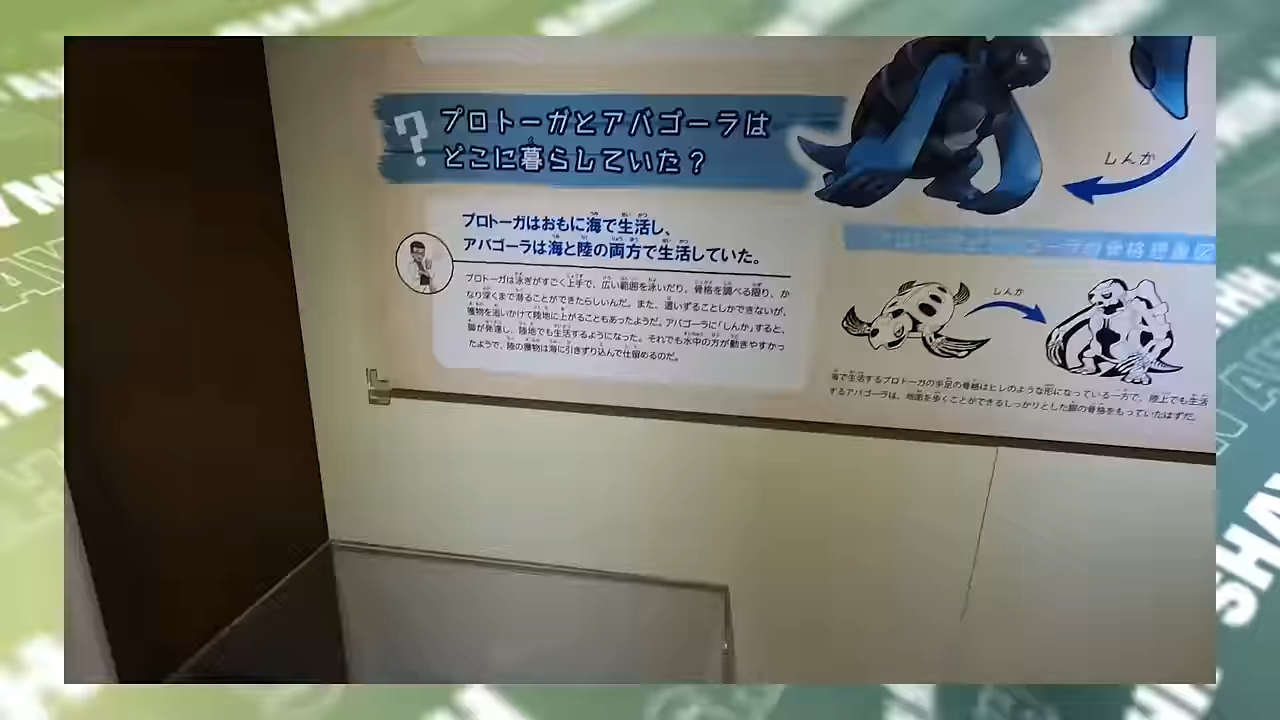 プロトーガとアバゴーラは
どこに暮らしていた?
しんか
プロトーガはおもに海で生活し、
アバゴーラは海と陸の両方で生活していた。
プロトーガは泳ぎがすごく上手で、広い範囲を泳いだり、骨格を調べる限り、か
なり深くまで潜ることができたらしいんだ。また、這いずることしかできないが、
獲物を追いかけて陸地に上がることもあったようだ。アバゴーラに「しんか」すると、
脚が発達し、陸地でも生活するようになった。それでも水中の方が動きやすかっ
たようで、陸の獲物は海に引きずり込んで仕留めるのだ。
の骨格想像図
しんか
海で生活するプロトーガの手足の骨格はヒレのような形になっている一方で、陸上でも生活
するアバゴーラは、地面を歩くことができるしっかりとした脚の骨格をもっていたはずだ。